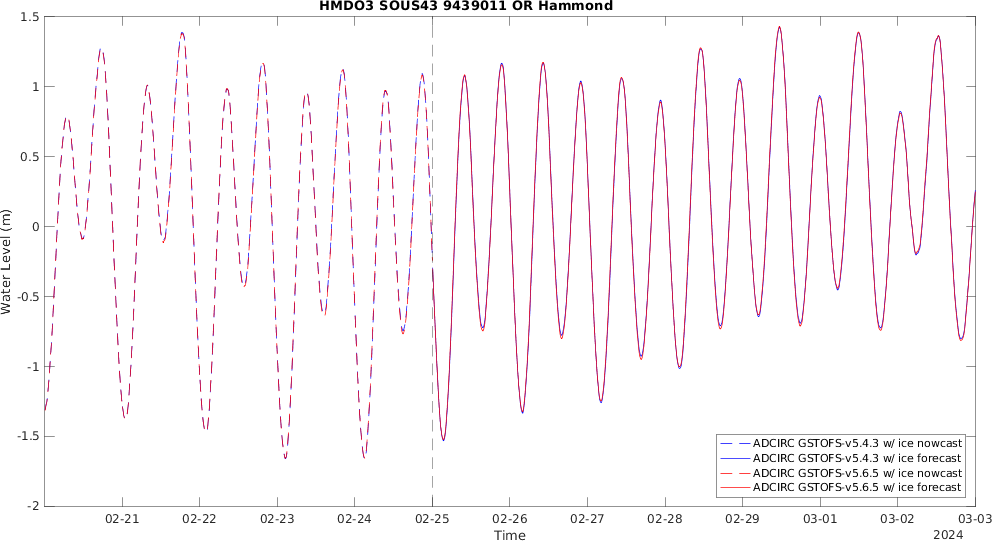 HMDO3 SOUS43 9439011 OR Hammond
1.5
1
0.5
0
-0.5
-1
-1.5
-2
Water Level (m)
ADCIRC GSTOFS-v5.4.3 w/ ice nowcast
ADCIRC GSTOFS-v5.4.3 w/ ice forecast
ADCIRC GSTOFS-v5.6.5 w/ ice nowcast
ADCIRC GSTOFS-v5.6.5 w/ ice forecast
02-21 02-22 02-23 02-24 02-25 02-26 02-27 02-28 02-29 03-01 03-02 03-03
Time
2024